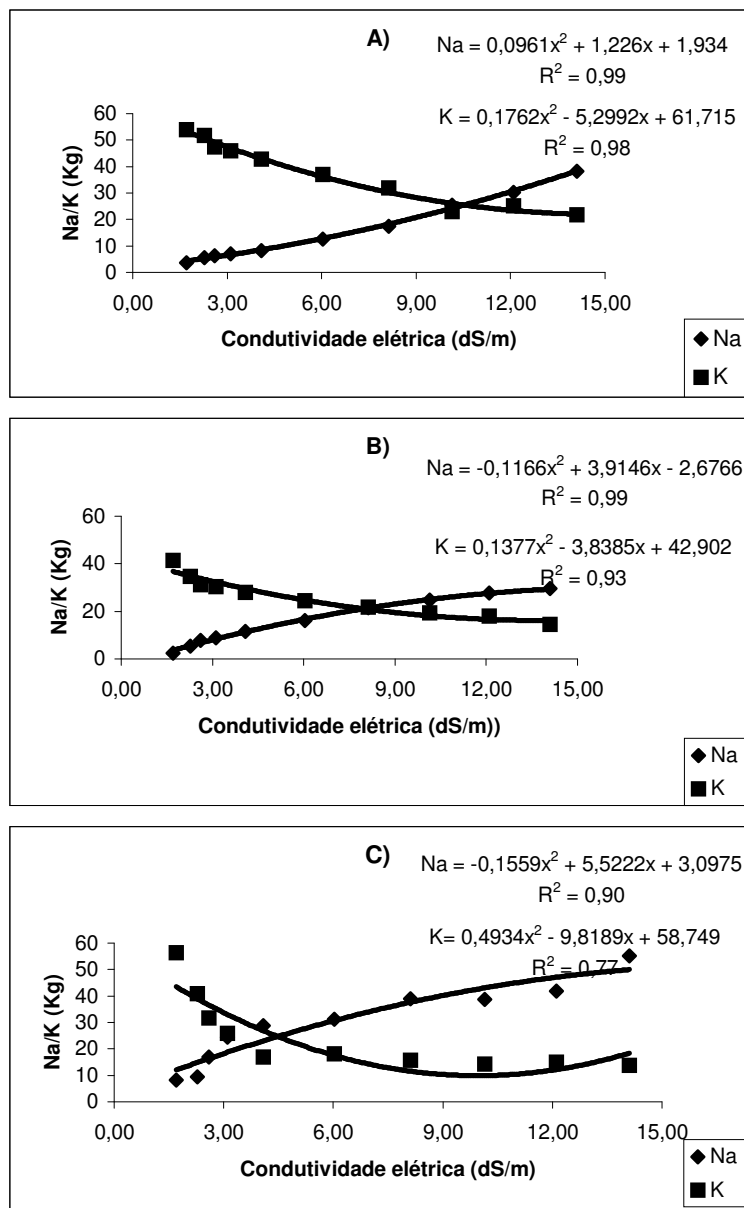 A)
Na = 0,0961x² + 1,226x + 1,934
R² = 0,99
K = 0,1762x² - 5,2992x + 61,715
R² = 0,98
60
50
40
30
20
10
0
Na/K (Kg)
0,00 3,00 6,00 9,00 12,00 15,00
Condutividade elétrica (dS/m)
Na
K
B)
Na = -0,1166x² + 3,9146x - 2,6766
R² = 0,99
K = 0,1377x² - 3,8385x + 42,902
R² = 0,93
60
40
20
0
Na/K (Kg)
0,00 3,00 6,00 9,00 12,00 15,00
Condutividade elétrica (dS/m))
Na
K
C)
Na = -0,1559x² + 5,5222x + 3,0975
R² = 0,90
K= 0,4934x² - 9,8189x + 58,749
R² = 0,77
60
50
40
30
20
10
0
Na/K (Kg)
0,00 3,00 6,00 9,00 12,00 15,00
Condutividade elétrica (dS/m)
Na
K